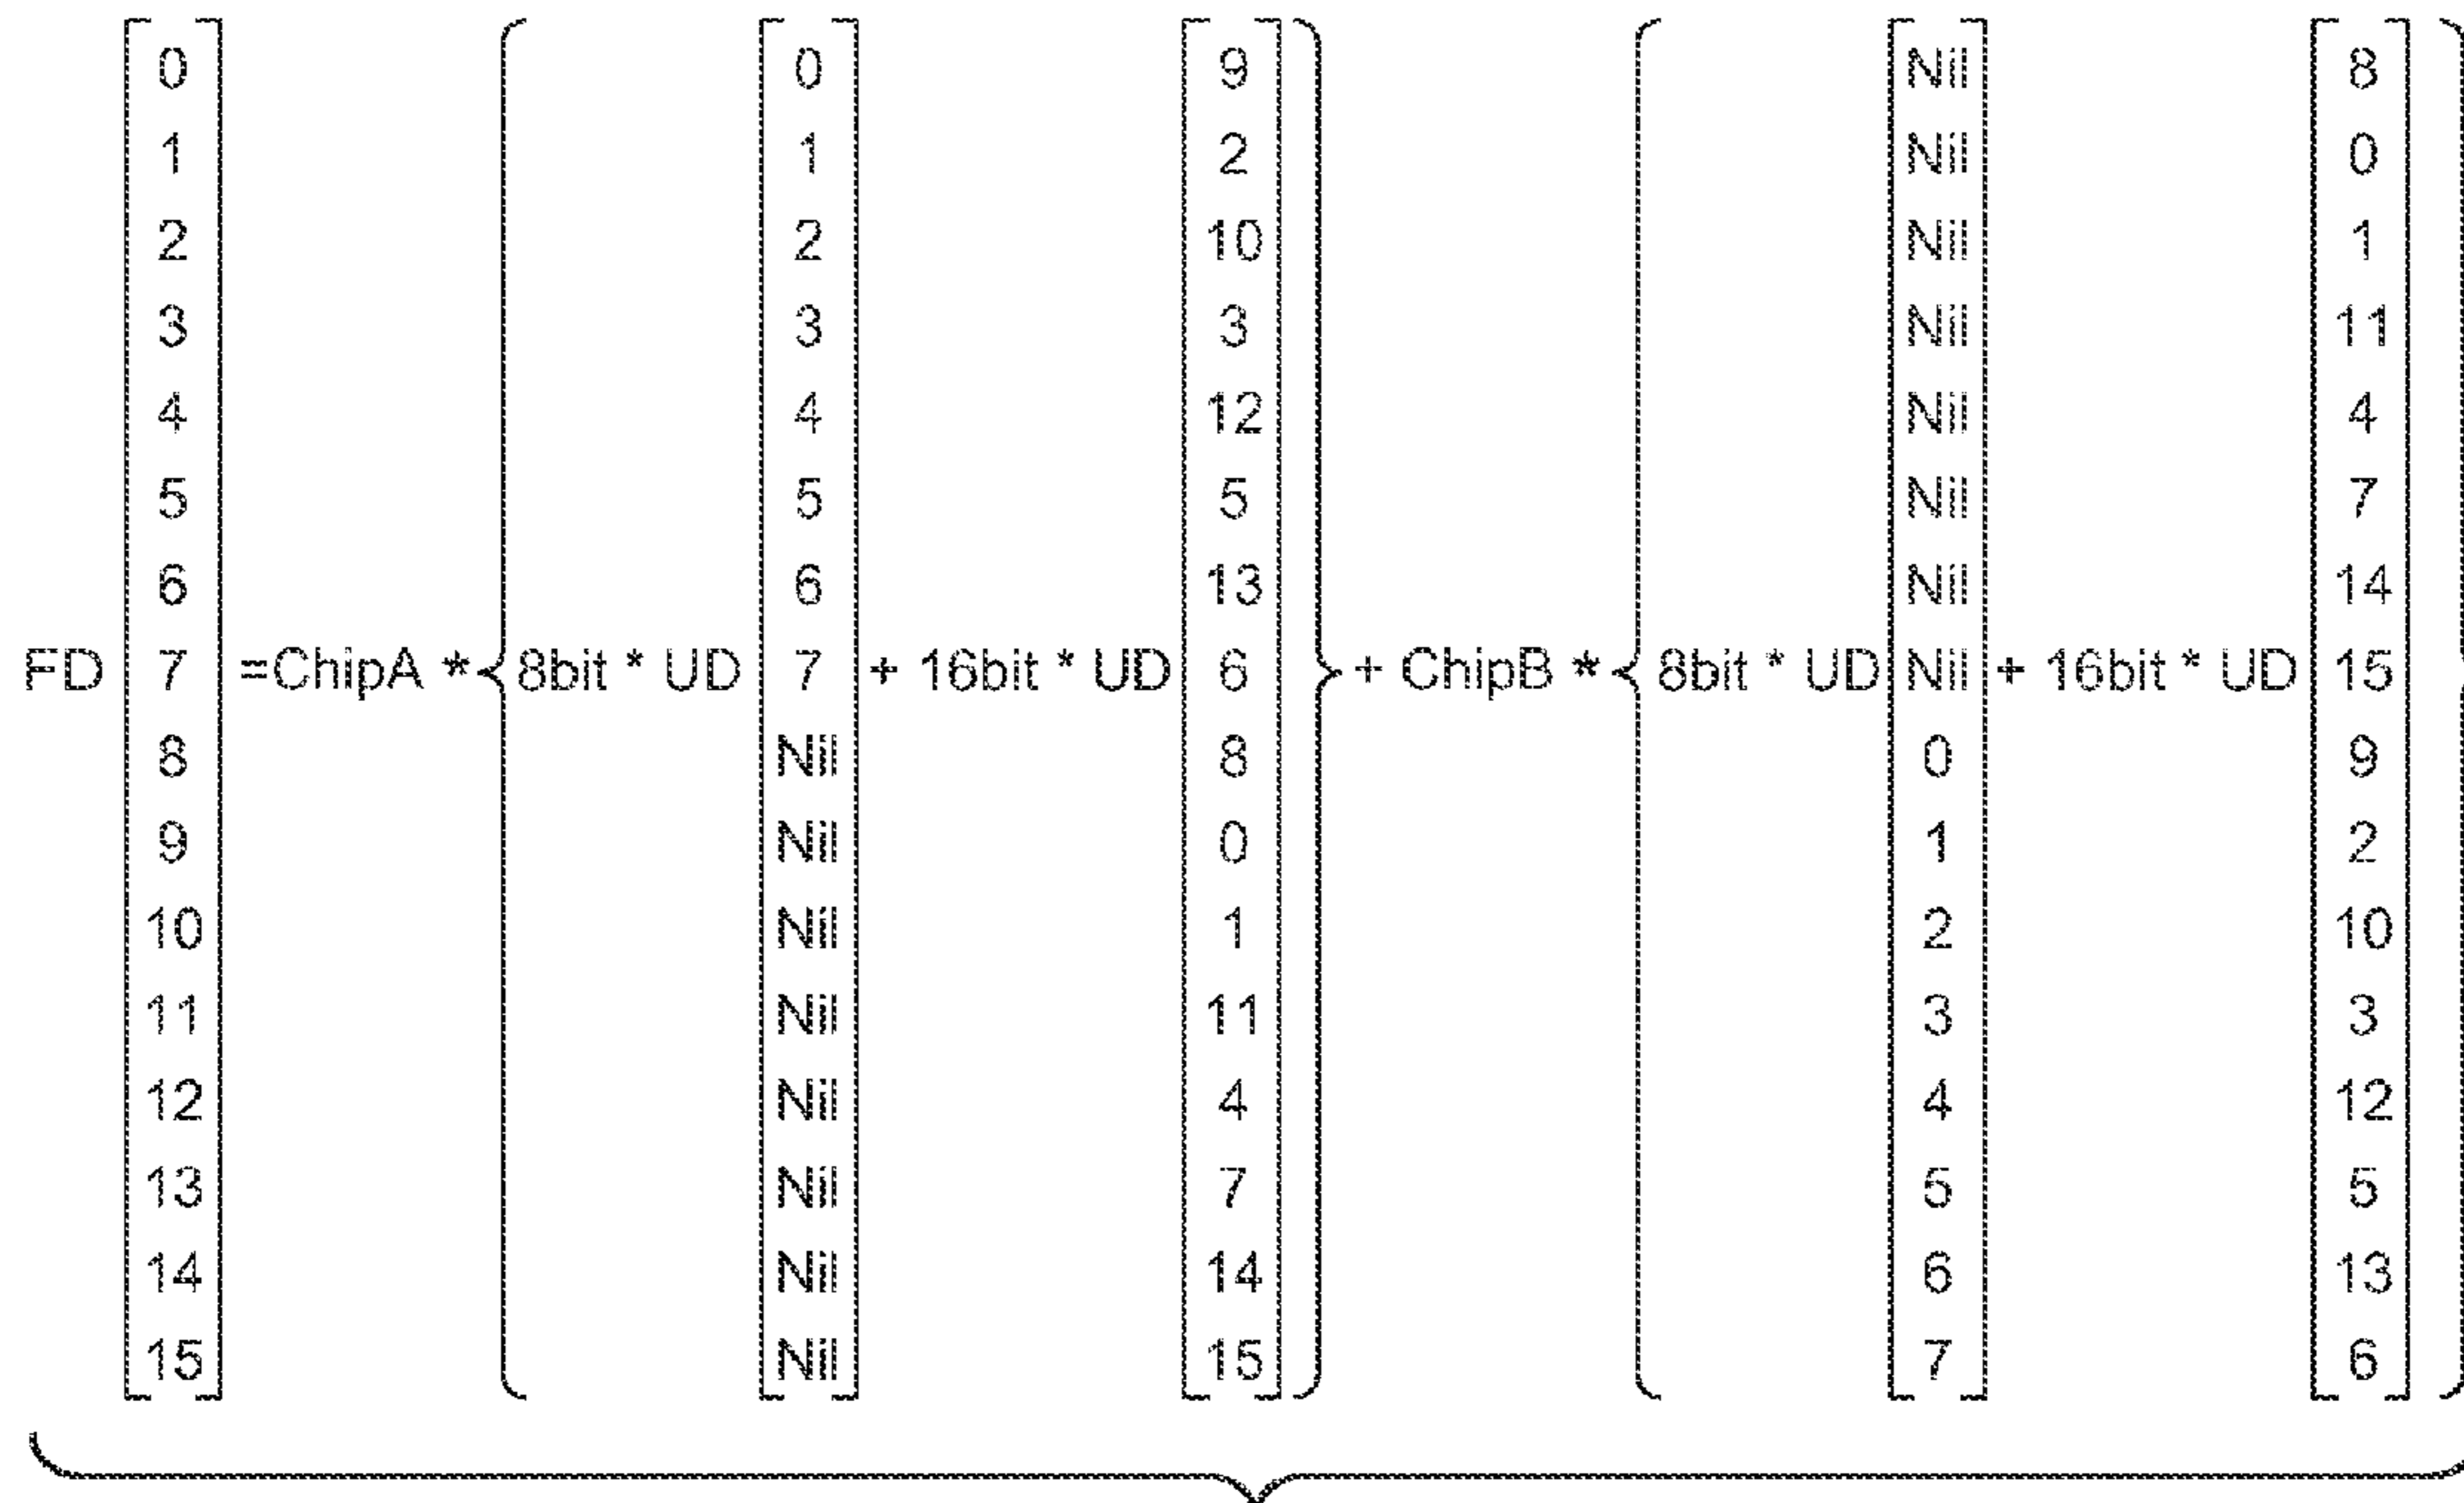 0 0 9 Nil 8
1 1 2 Nil 0
2 2 10 Nil 1
3 3 3 Nil 11
4 4 12 Nil 4
5 5 5 Nil 7
6 6 13 Nil 14
FD 7 =ChipA * { 8bit * UD 7 + 16bit * UD 6 } + ChipB * { 8bit * UD Nil + 16bit * UD 15 }
8 Nil 8 0 9
9 Nil 0 1 2
10 Nil 1 2 10
11 Nil 11 3 3
12 Nil 4 4 12
13 Nil 7 5 5
14 Nil 14 6 13
15 Nil 15 7 6